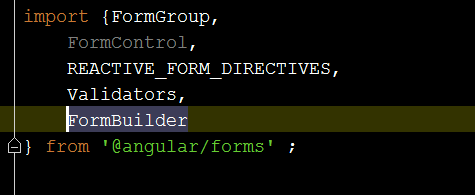 import {FormGroup,
FormControl,
REACTIVE_FORM_DIRECTIVES,
Validators,
FormBuilder
} from '@angular/forms' ;